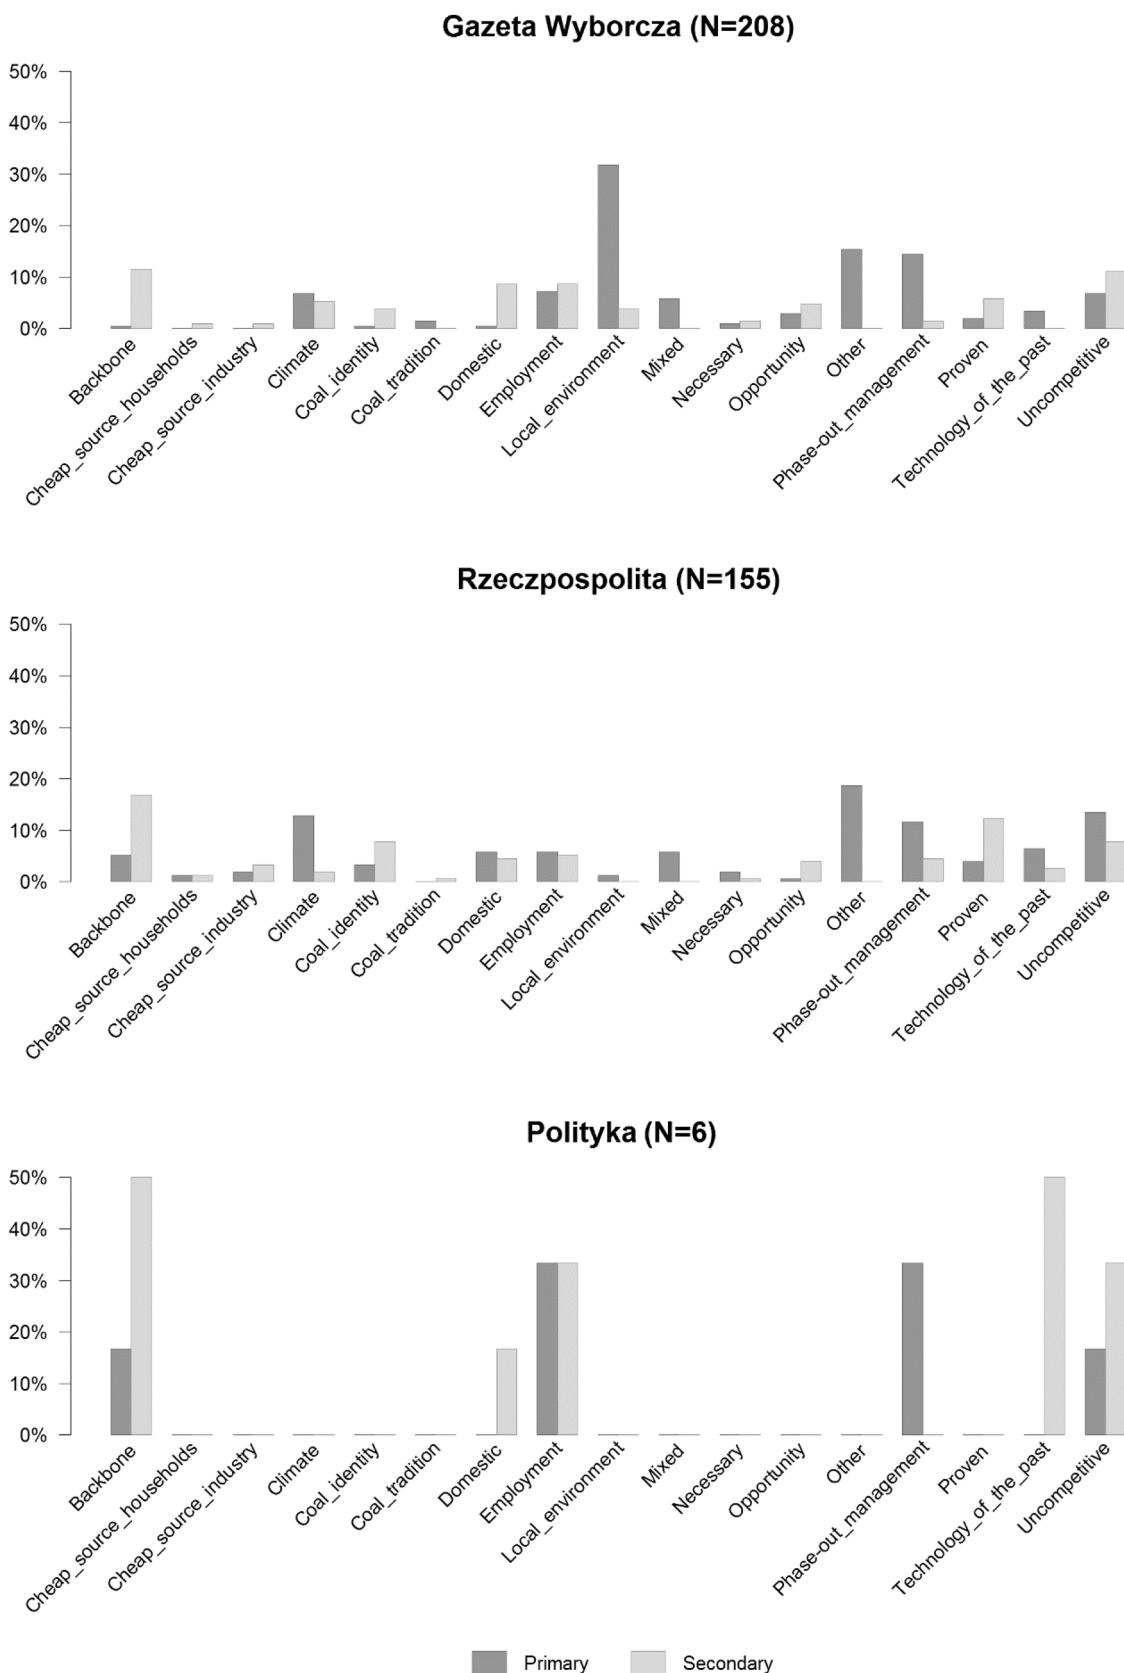 Gazeta Wyborcza (N=208)
50%
40%
30%
20%
10%
0%
Backbone
Cheap_source_households
Cheap_source_industry
Climate
Coal_identity
Coal_tradition
Domestic
Employment
Local_environment
Mixed
Necessary
Opportunity
Other
Phase-out_management
Proven
Technology_of_the_past
Uncompetitive
Rzeczpospolita (N=155)
50%
40%
30%
20%
10%
0%
Backbone
Cheap_source_households
Cheap_source_industry
Climate
Coal_identity
Coal_tradition
Domestic
Employment
Local_environment
Mixed
Necessary
Opportunity
Other
Phase-out_management
Proven
Technology_of_the_past
Uncompetitive
Polityka (N=6)
50%
40%
30%
20%
10%
0%
Backbone
Cheap_source_households
Cheap_source_industry
Climate
Coal_identity
Coal_tradition
Domestic
Employment
Local_environment
Mixed
Necessary
Opportunity
Other
Phase-out_management
Proven
Technology_of_the_past
Uncompetitive
Primary
Secondary